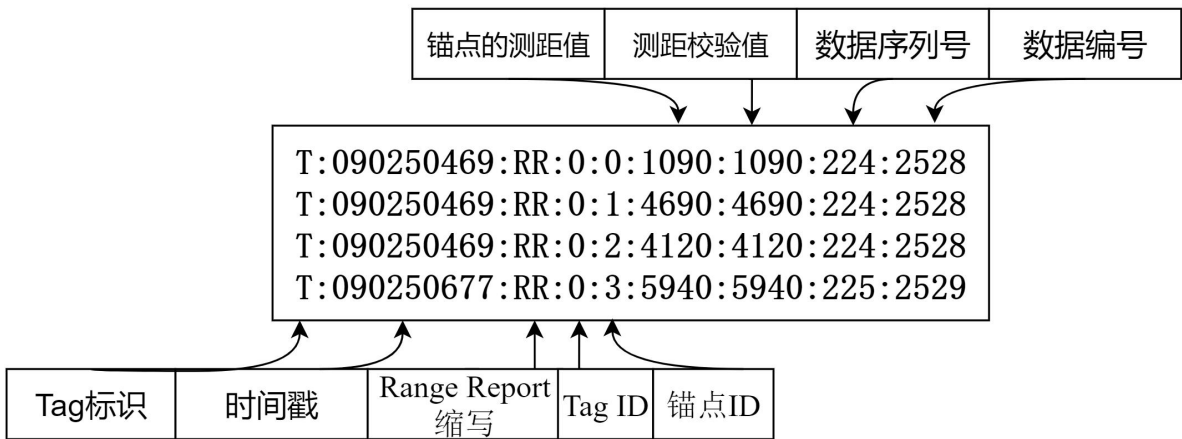 锚点的测距值 测距校验值 数据序列号 数据编号
T:090250469:RR:0:0:1090:1090:224:2528
T:090250469:RR:0:1:4690:4690:224:2528
T:090250469:RR:0:2:4120:4120:224:2528
T:090250677:RR:0:3:5940:5940:225:2529
Tag标识 时间戳 Range Report 缩写 Tag ID 锚点ID